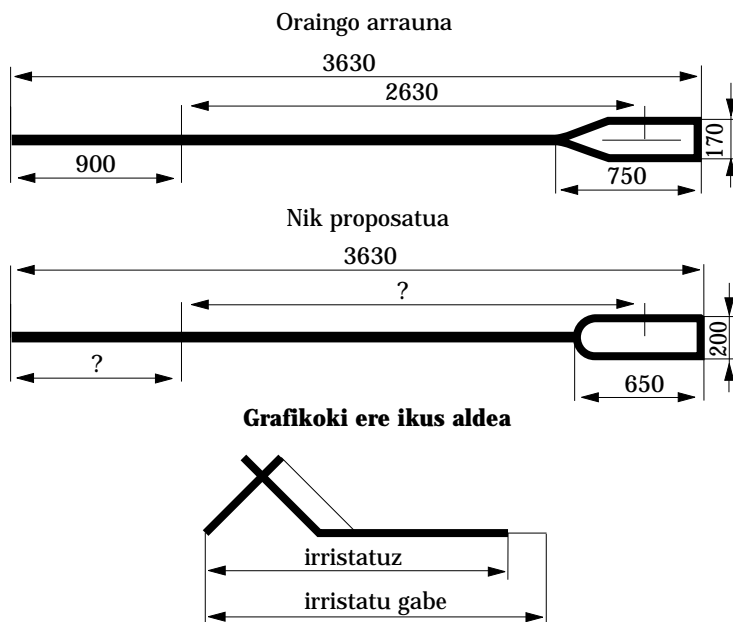 Oraingo arrauna
3630
2630
900
750
170
Nik proposatua
3630
?
?
650
200
Grafikoki ere ikus aldea
irristatuz
irristatu gabe